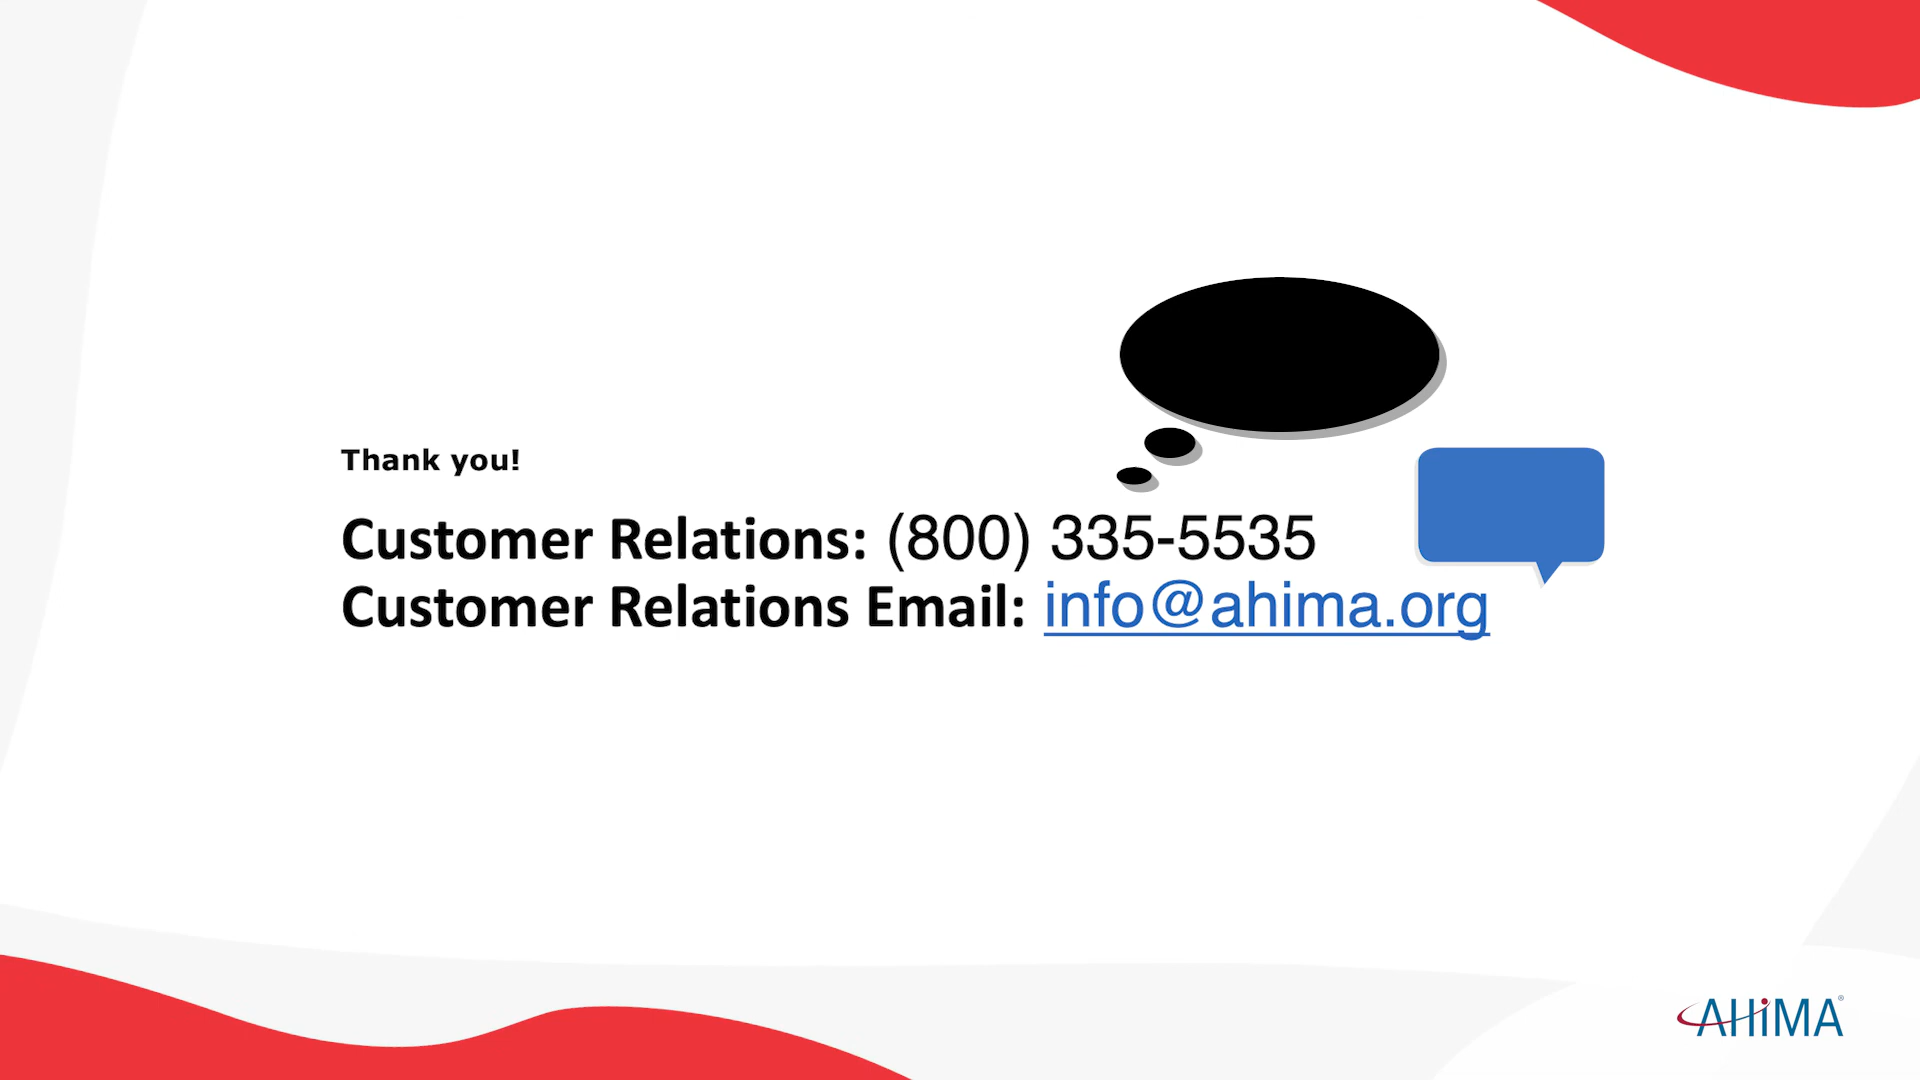 Thank you!
Customer Relations: (800) 335-5535
Customer Relations Email: info@ahima.org
AHiMA®